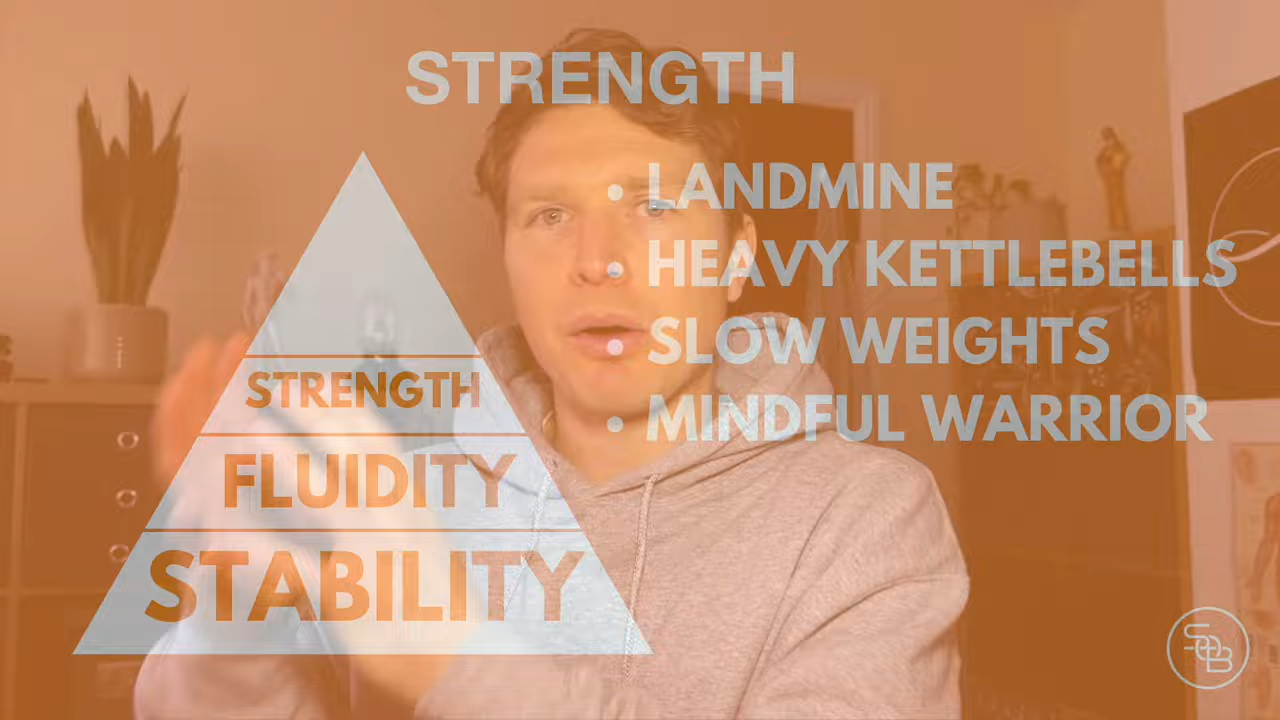 STRENGTH
• LANDMINE
• HEAVY KETTLEBELLS
• SLOW WEIGHTS
• MINDFUL WARRIOR
STRENGTH
FLUIDITY
STABILITY